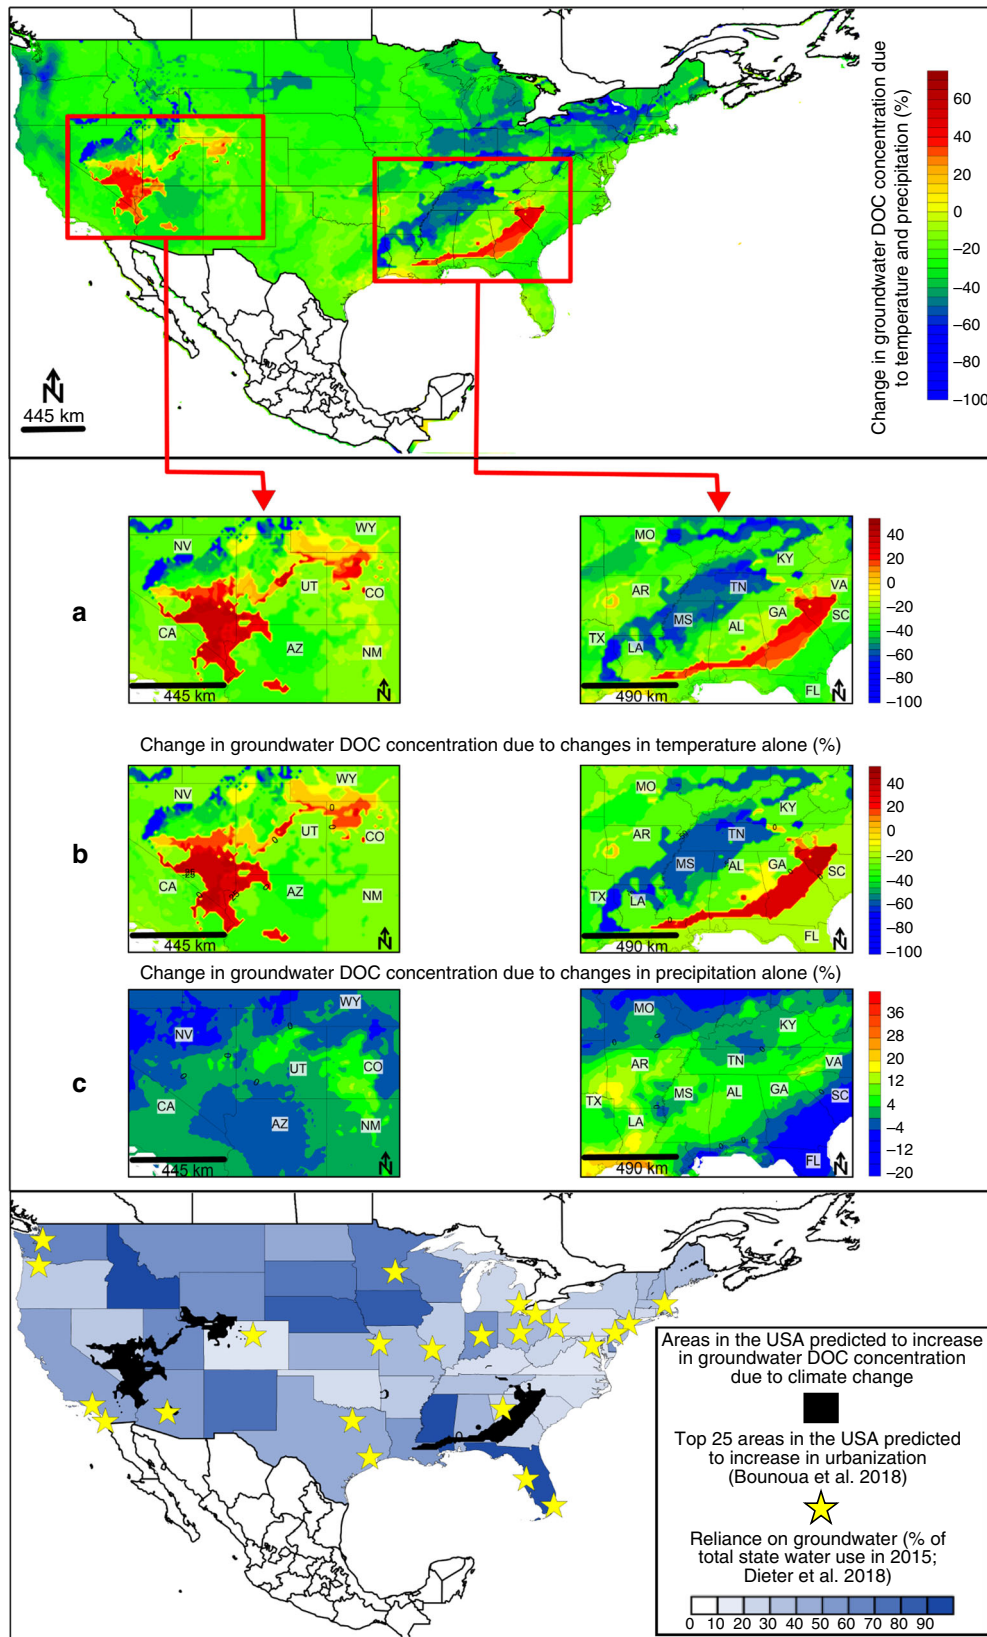 Change in groundwater DOC concentration due
to temperature and precipitation (%)
60
40
20
0
−20
−40
−60
−80
−100
N
445 km
a
NV
WY
UT
CO
CA
AZ
NM
445 km
N
MO
KY
AR
TN
VA
MS
AL
GA
SC
TX
LA
FL
490 km
N
40
20
0
−20
−40
−60
−80
−100
Change in groundwater DOC concentration due to changes in temperature alone (%)
b
NV
WY
UT
CO
CA
AZ
NM
445 km
N
MO
KY
AR
TN
MS
AL
GA
SC
TX
LA
FL
490 km
N
40
20
0
−20
−40
−60
−80
−100
Change in groundwater DOC concentration due to changes in precipitation alone (%)
c
NV
WY
UT
CO
CA
AZ
NM
445 km
N
MO
KY
AR
TN
VA
MS
AL
GA
SC
TX
LA
FL
490 km
N
36
28
20
12
4
−4
−12
−20
Areas in the USA predicted to increase
in groundwater DOC concentration
due to climate change
Top 25 areas in the USA predicted
to increase in urbanization
(Bounoua et al. 2018)
Reliance on groundwater (% of
total state water use in 2015;
Dieter et al. 2018)
0 10 20 30 40 50 60 70 80 90